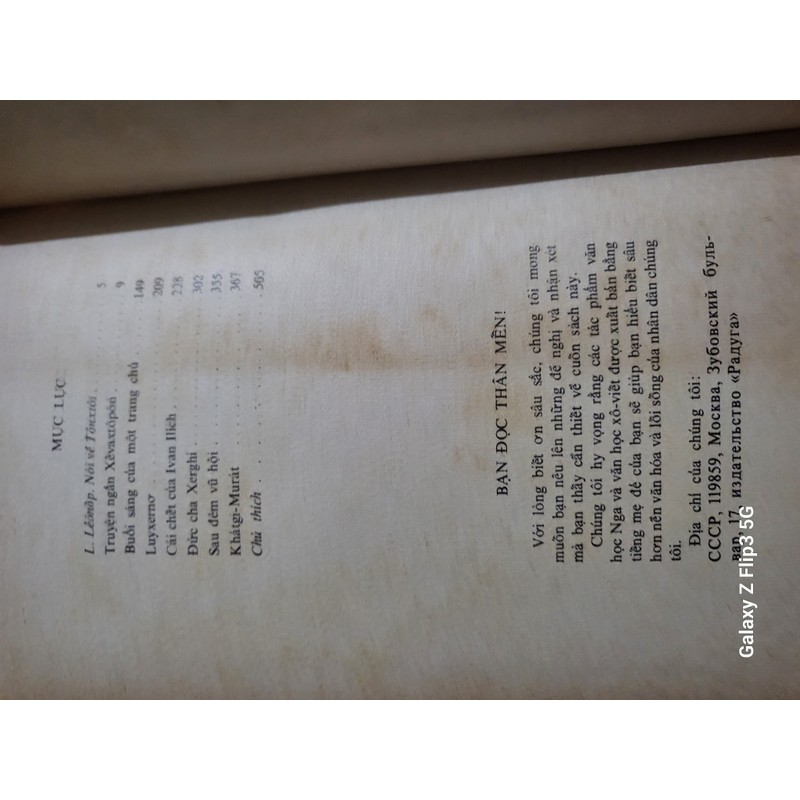 MỤC LỤC
L. Lêônôp. Nói về Tônxtôi . 5
Truyện ngắn Xêvaxtôpôn . 9
Buổi sáng của một trang chủ 149
Luyxernơ 209
Cái chết của Ivan Ilich . 228
Đức cha Xerghi 302
Sau đêm vũ hội 355
Khátgi-Murát 367
Chú thích 505
BẠN ĐỌC THÂN MẾN!
Với lòng biết ơn sâu sắc, chúng tôi mong
muốn bạn nêu lên những đề nghị và nhận xét
mà bạn thấy cần thiết về cuốn sách này.
Chúng tôi hy vọng rằng các tác phẩm văn
học Nga và văn học xô-viết được xuất bản bằng
tiếng mẹ đẻ của bạn sẽ giúp bạn hiểu biết sâu
hơn nền văn hóa và lối sống của nhân dân chúng
tôi.
Địa chỉ của chúng tôi:
СССР, 119859, Москва, Зубовский буль-
вар, 17, издательство «Радуга»
Galaxy Z Flip3 5G